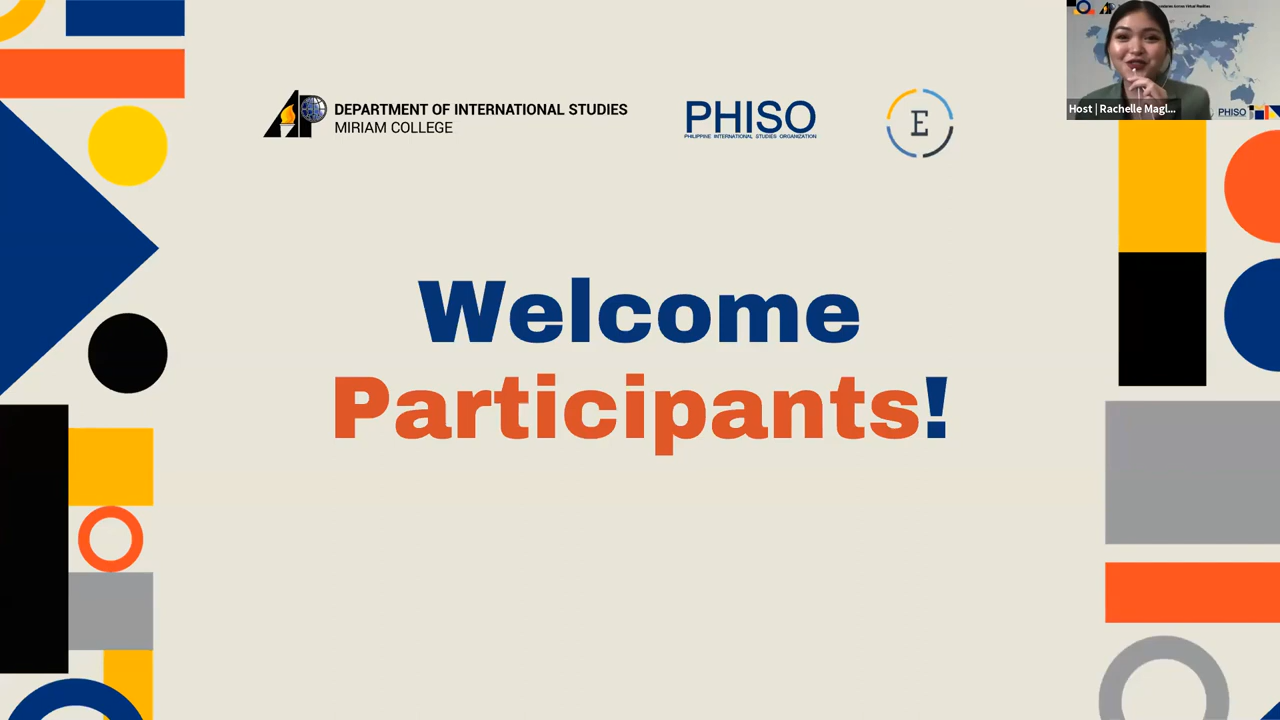 DEPARTMENT OF INTERNATIONAL STUDIES
MIRIAM COLLEGE
PHISO
PHILIPPINE INTERNATIONAL STUDIES ORGANIZATION
E
Welcome
Participants!
Host | Rachelle Magl...
PHISO